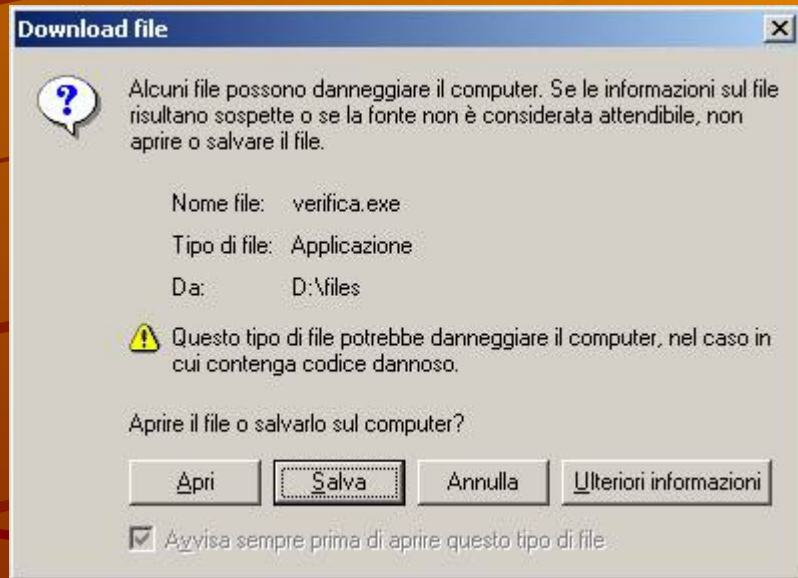 Download file
Alcuni file possono danneggiare il computer. Se le informazioni sul file
risultano sospette o se la fonte non è considerata attendibile, non
aprire o salvare il file.
Nome file: verifica.exe
Tipo di file: Applicazione
Da: D:\files
Questo tipo di file potrebbe danneggiare il computer, nel caso in
cui contenga codice dannoso.
Aprire il file o salvarlo sul computer?
Apri Salva Annulla Ulteriori informazioni
Avvisa sempre prima di aprire questo tipo di file